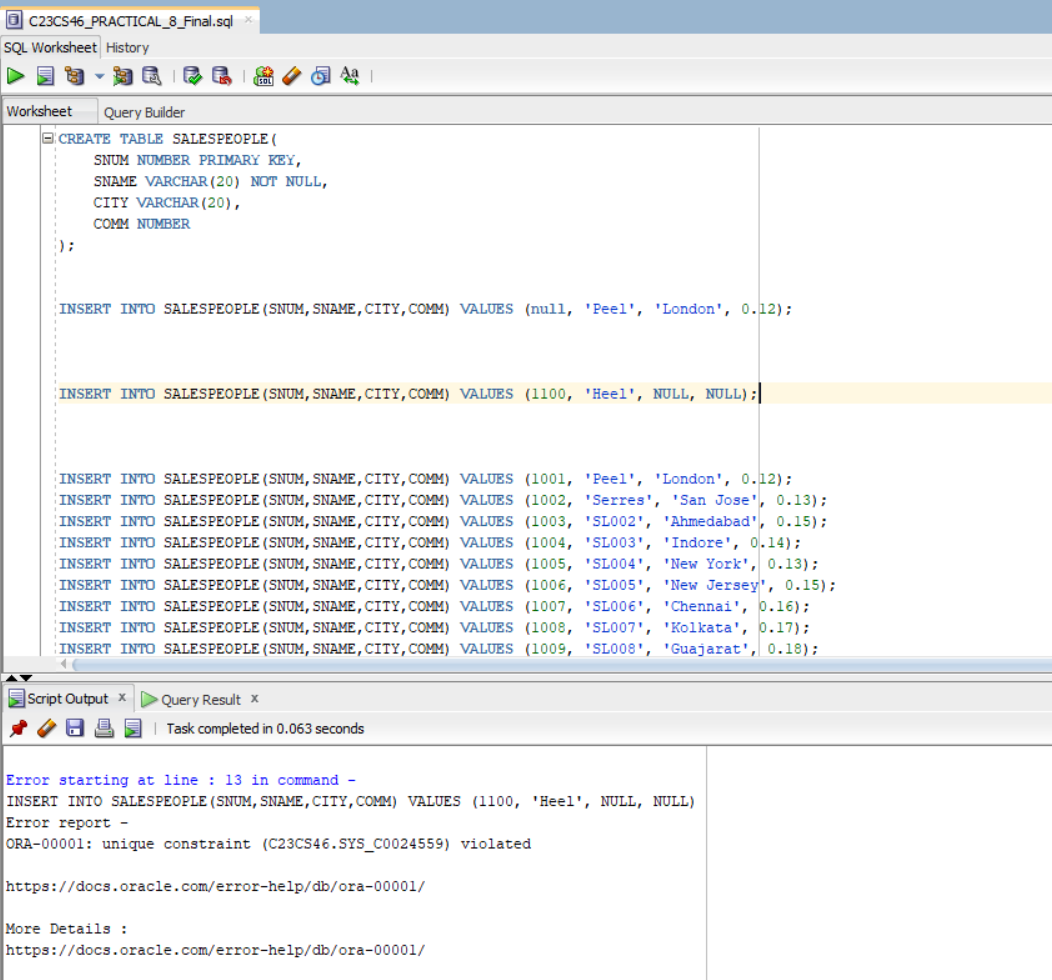 C23CS46_PRACTICAL_8_Final.sql
SQL Worksheet History
Worksheet Query Builder
CREATE TABLE SALESPEOPLE(
SNUM NUMBER PRIMARY KEY,
SNAME VARCHAR(20) NOT NULL,
CITY VARCHAR(20),
COMM NUMBER
);
INSERT INTO SALESPEOPLE(SNUM,SNAME,CITY,COMM) VALUES (null, 'Peel', 'London', 0.12);
INSERT INTO SALESPEOPLE(SNUM,SNAME,CITY,COMM) VALUES (1100, 'Heel', NULL, NULL);
INSERT INTO SALESPEOPLE(SNUM,SNAME,CITY,COMM) VALUES (1001, 'Peel', 'London', 0.12);
INSERT INTO SALESPEOPLE(SNUM,SNAME,CITY,COMM) VALUES (1002, 'Serres', 'San Jose', 0.13);
INSERT INTO SALESPEOPLE(SNUM,SNAME,CITY,COMM) VALUES (1003, 'SL002', 'Ahmedabad', 0.15);
INSERT INTO SALESPEOPLE(SNUM,SNAME,CITY,COMM) VALUES (1004, 'SL003', 'Indore', 0.14);
INSERT INTO SALESPEOPLE(SNUM,SNAME,CITY,COMM) VALUES (1005, 'SL004', 'New York', 0.13);
INSERT INTO SALESPEOPLE(SNUM,SNAME,CITY,COMM) VALUES (1006, 'SL005', 'New Jersey', 0.15);
INSERT INTO SALESPEOPLE(SNUM,SNAME,CITY,COMM) VALUES (1007, 'SL006', 'Chennai', 0.16);
INSERT INTO SALESPEOPLE(SNUM,SNAME,CITY,COMM) VALUES (1008, 'SL007', 'Kolkata', 0.17);
INSERT INTO SALESPEOPLE(SNUM,SNAME,CITY,COMM) VALUES (1009, 'SL008', 'Guajarat', 0.18);
Script Output x Query Result x
Task completed in 0.063 seconds
Error starting at line : 13 in command -
INSERT INTO SALESPEOPLE(SNUM,SNAME,CITY,COMM) VALUES (1100, 'Heel', NULL, NULL)
Error report -
ORA-00001: unique constraint (C23CS46.SYS_C0024559) violated
https://docs.oracle.com/error-help/db/ora-00001/
More Details :
https://docs.oracle.com/error-help/db/ora-00001/